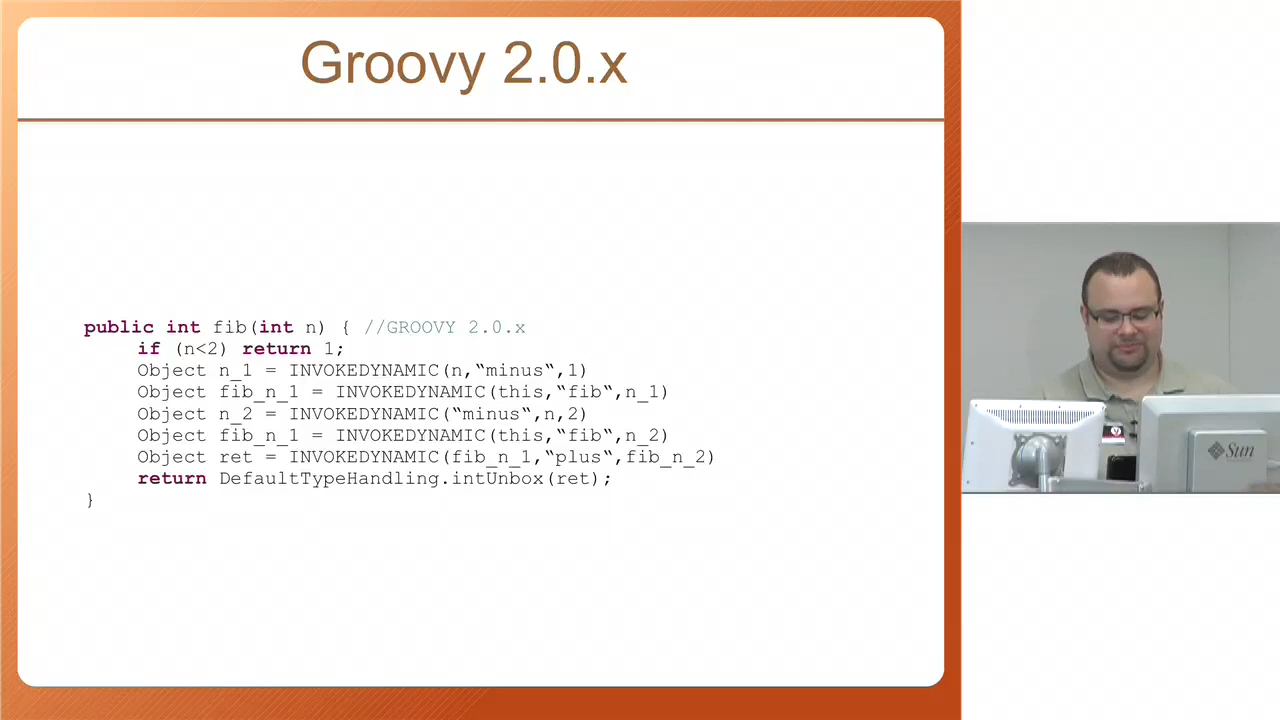 Groovy 2.0.x
public int fib(int n) { //GROOVY 2.0.x
if (n<2) return 1;
Object n_1 = INVOKEDYNAMIC(n,“minus“,1)
Object fib_n_1 = INVOKEDYNAMIC(this,“fib“,n_1)
Object n_2 = INVOKEDYNAMIC(“minus“,n,2)
Object fib_n_1 = INVOKEDYNAMIC(this,“fib“,n_2)
Object ret = INVOKEDYNAMIC(fib_n_1,“plus“,fib_n_2)
return DefaultTypeHandling.intUnbox(ret);
}
Sun